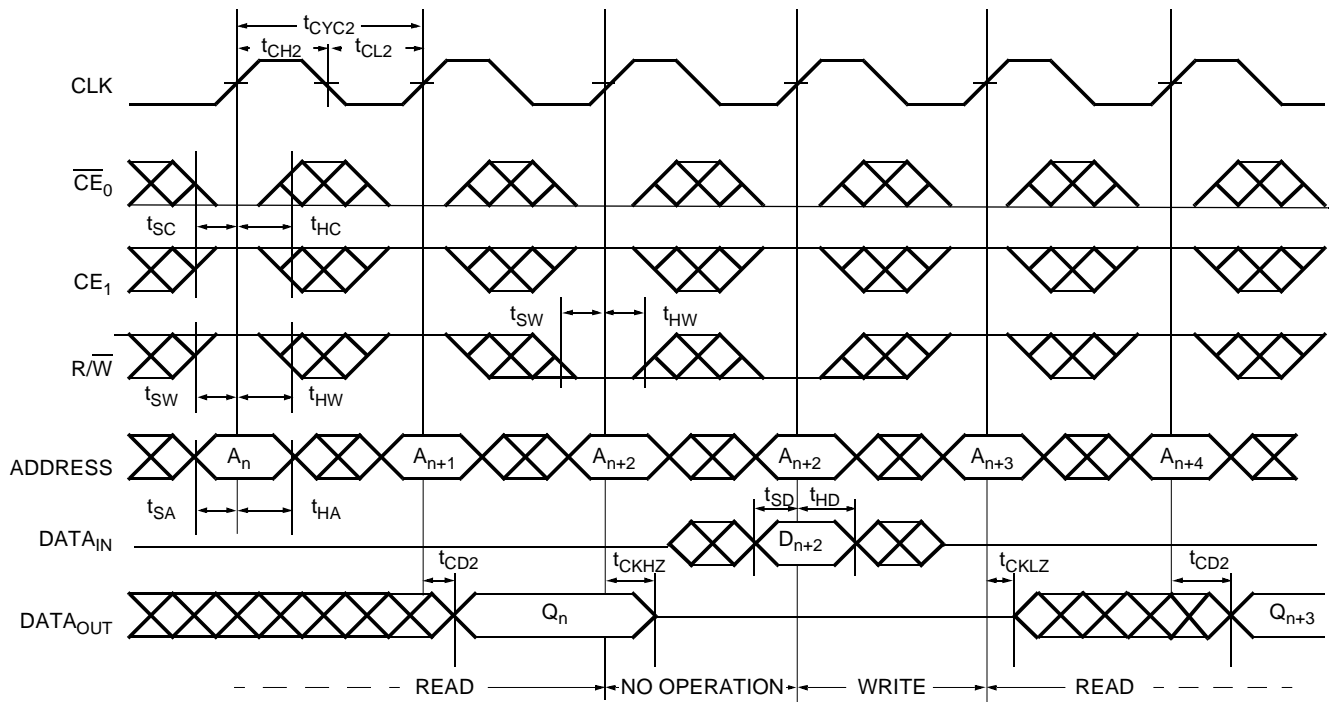 tCYC2
tCH2 tCL2
CLK
CE0
tSC tHC
CE1
tSW tHW
R/W
tSW tHW
ADDRESS An An+1 An+2 An+2 An+3 An+4
tSA tHA tSD tHD
DATAIN Dn+2
tCD2 tCKHZ tCKLZ tCD2
DATAOUT Qn Qn+3
READ NO OPERATION WRITE READ